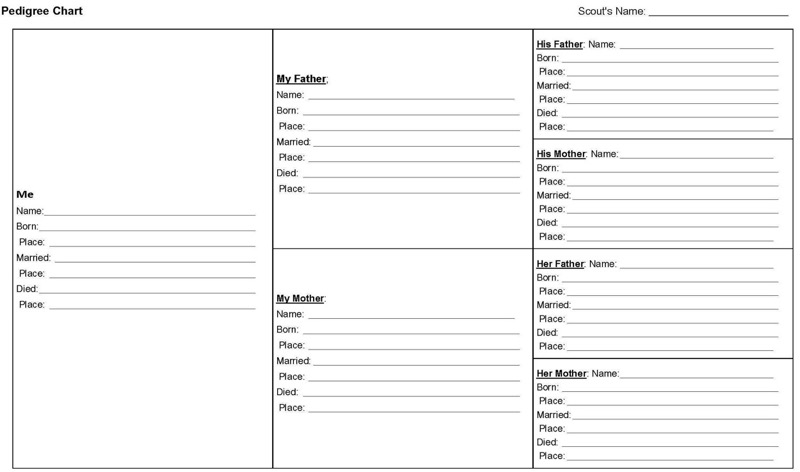 Pedigree Chart Scout's Name:
Me
Name:
Born:
Place:
Married:
Place:
Died:
Place:
My Father;
Name:
Born:
Place:
Married:
Place:
Died:
Place:
My Mother:
Name:
Born:
Place:
Married:
Place:
Died:
Place:
His Father: Name:
Born:
Place:
Married:
Place:
Died:
Place:
His Mother: Name:
Born:
Place:
Married:
Place:
Died:
Place:
Her Father: Name:
Born:
Place:
Married:
Place:
Died:
Place:
Her Mother: Name:
Born:
Place:
Married:
Place:
Died:
Place: